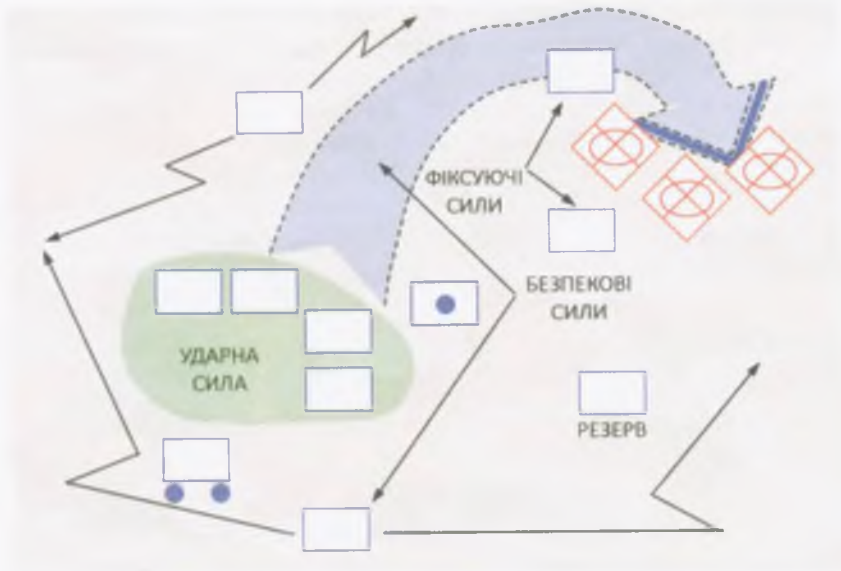 ФІКСУЮЧІ
СИЛИ
БЕЗПЕКОВІ
СИЛИ
УДАРНА
СИЛА
РЕЗЕРВ